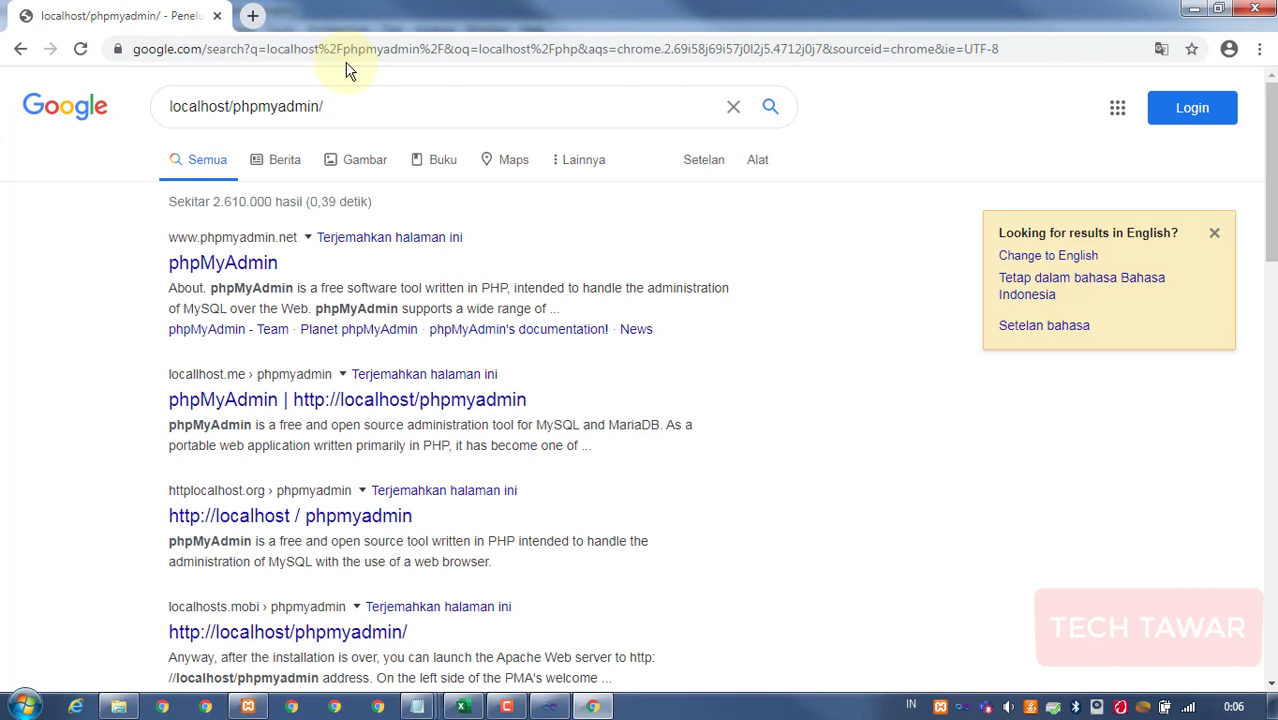 localhost/phpmyadmin/ - Penelu
google.com/search?q=localhost%2Fphpmyadmin%2F&oq=localhost%2Fphp&aqs=chrome.2.69i58j69i57j0l2j5.4712j0j7&sourceid=chrome&ie=UTF-8
Google
localhost/phpmyadmin/
Login
Semua Berita Gambar Buku Maps Lainnya Setelan Alat
Sekitar 2.610.000 hasil (0,39 detik)
www.phpmyadmin.net Terjemahkan halaman ini
phpMyAdmin
About. phpMyAdmin is a free software tool written in PHP, intended to handle the administration
of MySQL over the Web. phpMyAdmin supports a wide range of ...
phpMyAdmin - Team · Planet phpMyAdmin · phpMyAdmin's documentation! · News
localhost.me › phpmyadmin Terjemahkan halaman ini
phpMyAdmin | http://localhost/phpmyadmin
phpMyAdmin is a free and open source administration tool for MySQL and MariaDB. As a
portable web application written primarily in PHP, it has become one of ...
httplocalhost.org › phpmyadmin Terjemahkan halaman ini
http://localhost / phpmyadmin
phpMyAdmin is a free and open source tool written in PHP intended to handle the
administration of MySQL with the use of a web browser.
localhosts.mobi › phpmyadmin Terjemahkan halaman ini
http://localhost/phpmyadmin/
Anyway, after the installation is over, you can launch the Apache Web server to http:
//localhost/phpmyadmin address. On the left side of the PMA's welcome ...
Looking for results in English?
Change to English
Tetap dalam bahasa Bahasa
Indonesia
Setelan bahasa
TECH TAWAR
IN
0:06